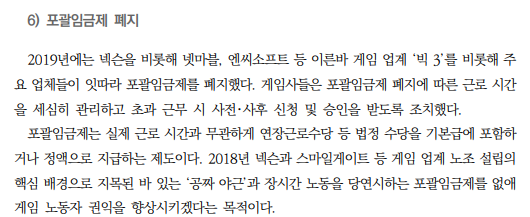 6) 포괄임금제 폐지
2019년에는 넥슨을 비롯해 넷마블, 엔씨소프트 등 이른바 게임 업계 '빅 3'를 비롯해 주
요 업체들이 잇따라 포괄임금제를 폐지했다. 게임사들은 포괄임금제 폐지에 따른 근로 시간
을 세심히 관리하고 초과 근무 시 사전·사후 신청 및 승인을 받도록 조치했다.
포괄임금제는 실제 근로 시간과 무관하게 연장근로수당 등 법정 수당을 기본급에 포함하
거나 정액으로 지급하는 제도이다. 2018년 넥슨과 스마일게이트 등 게임 업계 노조 설립의
핵심 배경으로 지목된 바 있는 '공짜 야근'과 장시간 노동을 당연시하는 포괄임금제를 없애
게임 노동자 권익을 향상시키겠다는 목적이다.